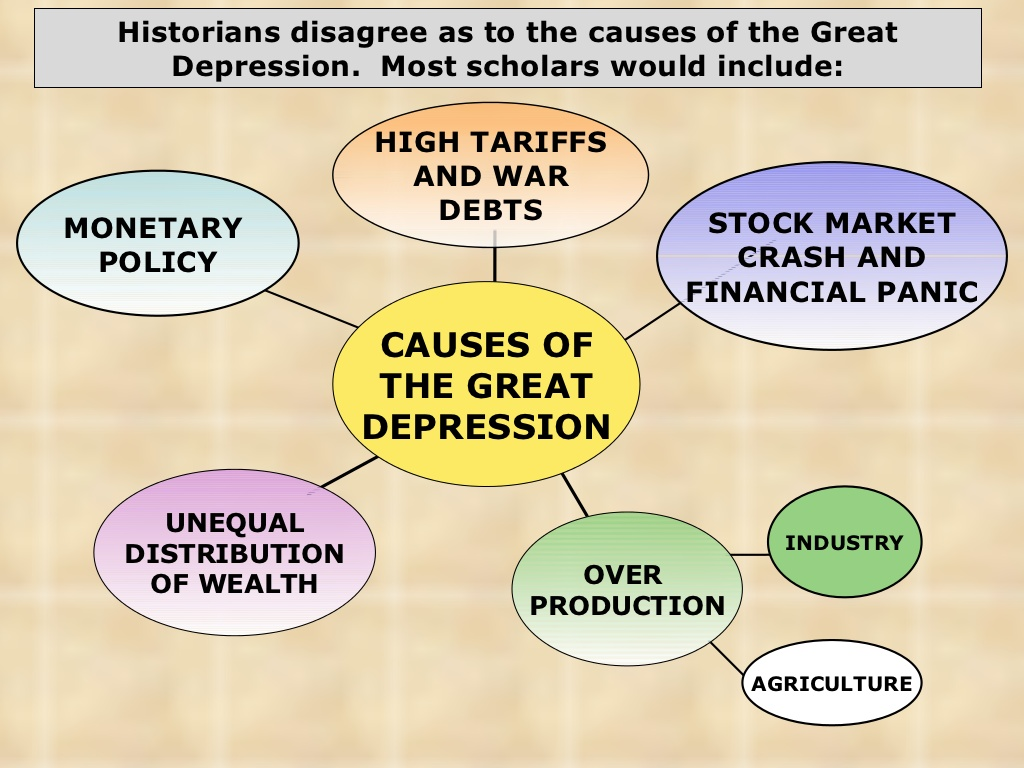 Historians disagree as to the causes of the Great
Depression.  Most scholars would include:
HIGH TARIFFS
AND WAR
DEBTS
MONETARY
POLICY
STOCK MARKET
CRASH AND
FINANCIAL PANIC
CAUSES OF
THE GREAT
DEPRESSION
UNEQUAL
DISTRIBUTION
OF WEALTH
OVER
PRODUCTION
INDUSTRY
AGRICULTURE